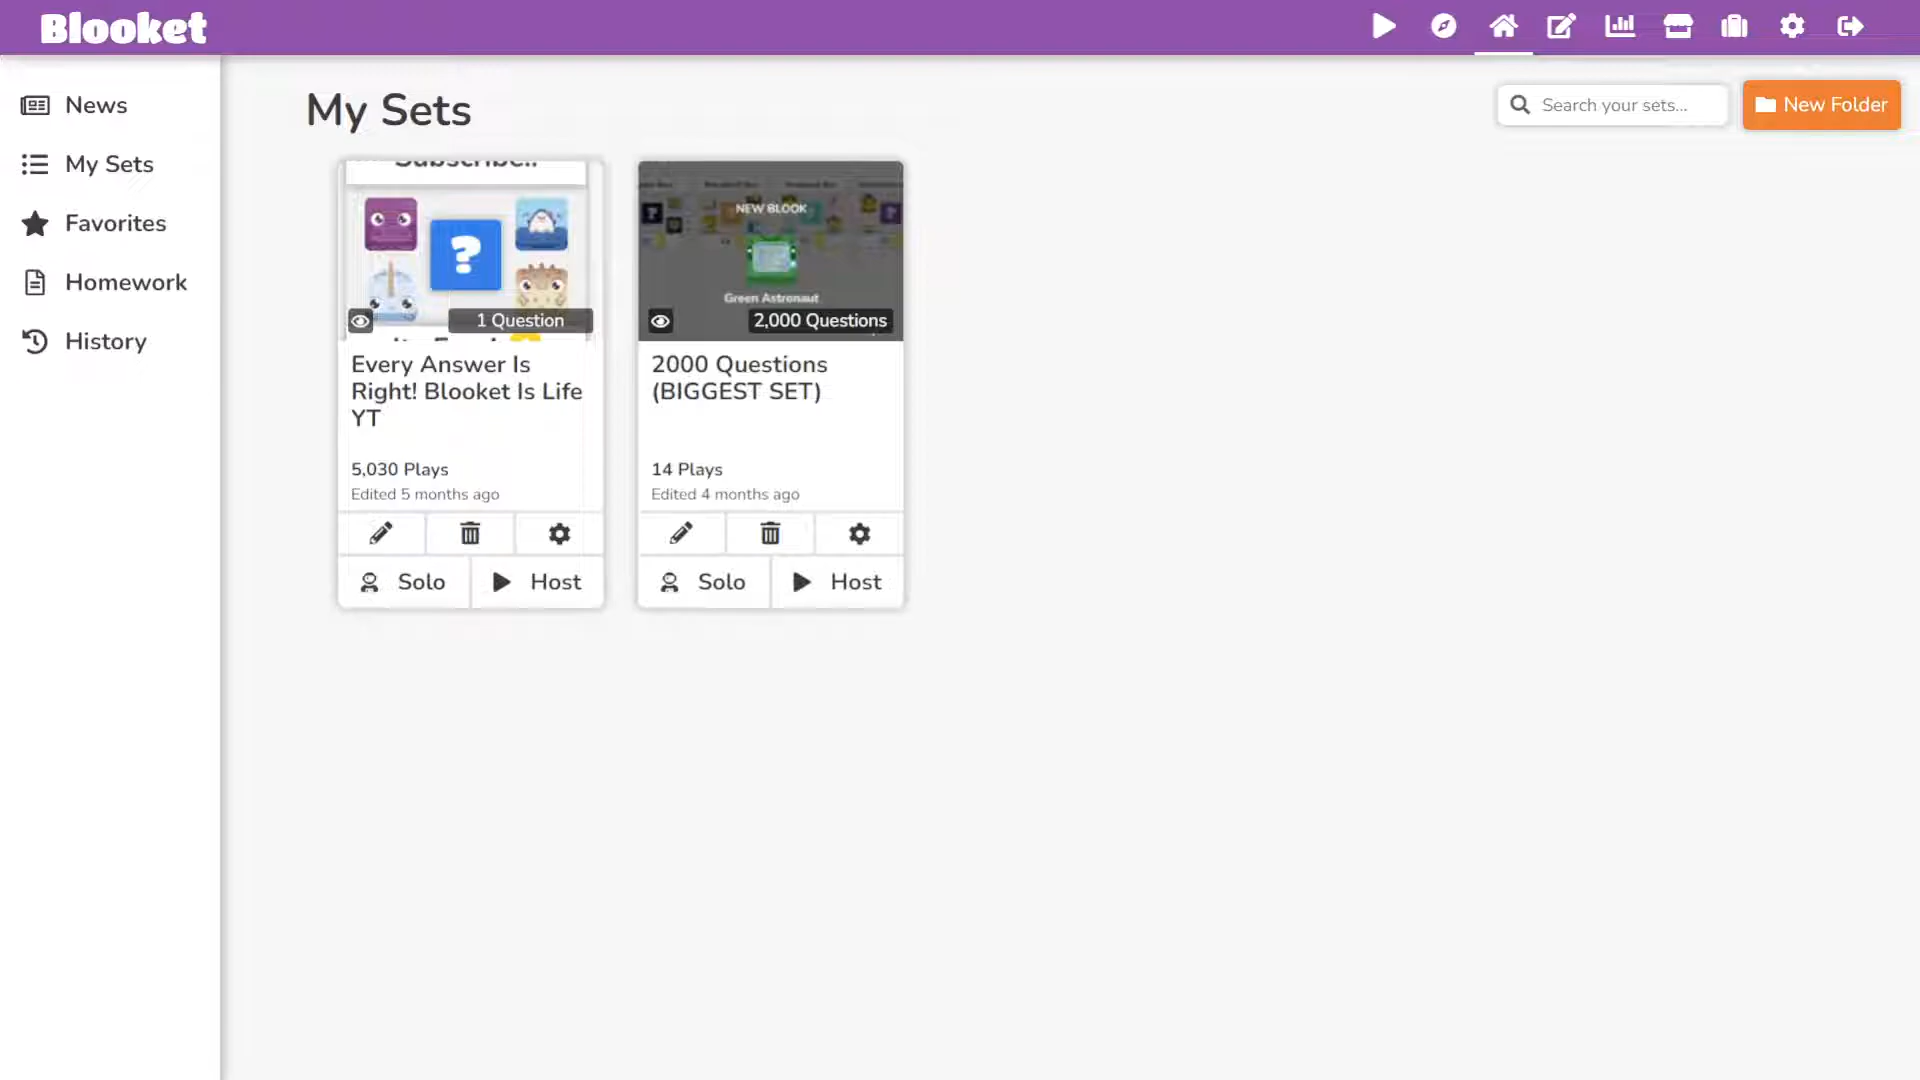 Blooket
News
My Sets
Favorites
Homework
History
My Sets
Search your sets...
New Folder
Subscribe..
1 Question
Every Answer Is
Right! Blooket Is Life
YT
5,030 Plays
Edited 5 months ago
Solo
Host
NEW BLOOK
Green Astronaut
2,000 Questions
2000 Questions
(BIGGEST SET)
14 Plays
Edited 4 months ago
Solo
Host